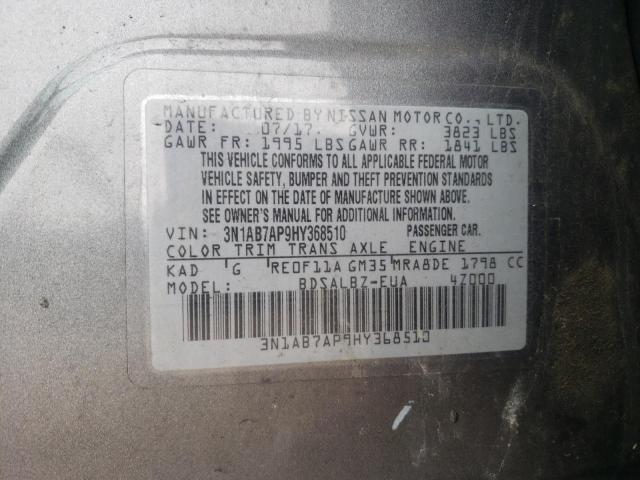 MANUFACTURED BY NISSAN MOTOR CO., LTD.
DATE: 07/17 GVWR: 3823 LBS
GAWR FR: 1995 LBS GAWR RR: 1841 LBS
THIS VEHICLE CONFORMS TO ALL APPLICABLE FEDERAL MOTOR
VEHICLE SAFETY, BUMPER AND THEFT PREVENTION STANDARDS
IN EFFECT ON THE DATE OF MANUFACTURE SHOWN ABOVE.
SEE OWNER'S MANUAL FOR ADDITIONAL INFORMATION
VIN: 3N1AB7AP9HY368510 PASSENGER CAR.
COLOR TRIM TRANS AXLE ENGINE
KAD G RE0F11A GM35 MRA8DE 1798 CC
MODEL: BDSALBZ-EUA 4Z000
3N1AB7AP9HY368510